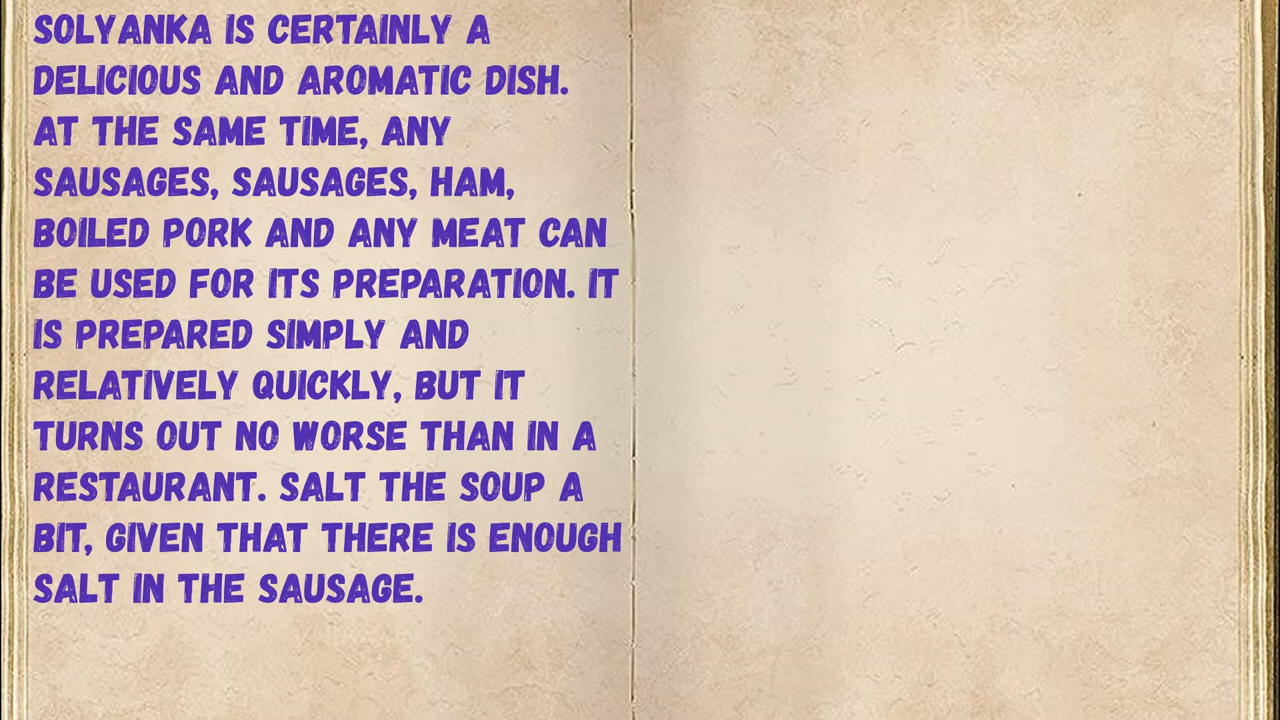 SOLYANKA IS CERTAINLY A
DELICIOUS AND AROMATIC DISH.
AT THE SAME TIME, ANY
SAUSAGES, SAUSAGES, HAM,
BOILED PORK AND ANY MEAT CAN
BE USED FOR ITS PREPARATION. IT
IS PREPARED SIMPLY AND
RELATIVELY QUICKLY, BUT IT
TURNS OUT NO WORSE THAN IN A
RESTAURANT. SALT THE SOUP A
BIT, GIVEN THAT THERE IS ENOUGH
SALT IN THE SAUSAGE.